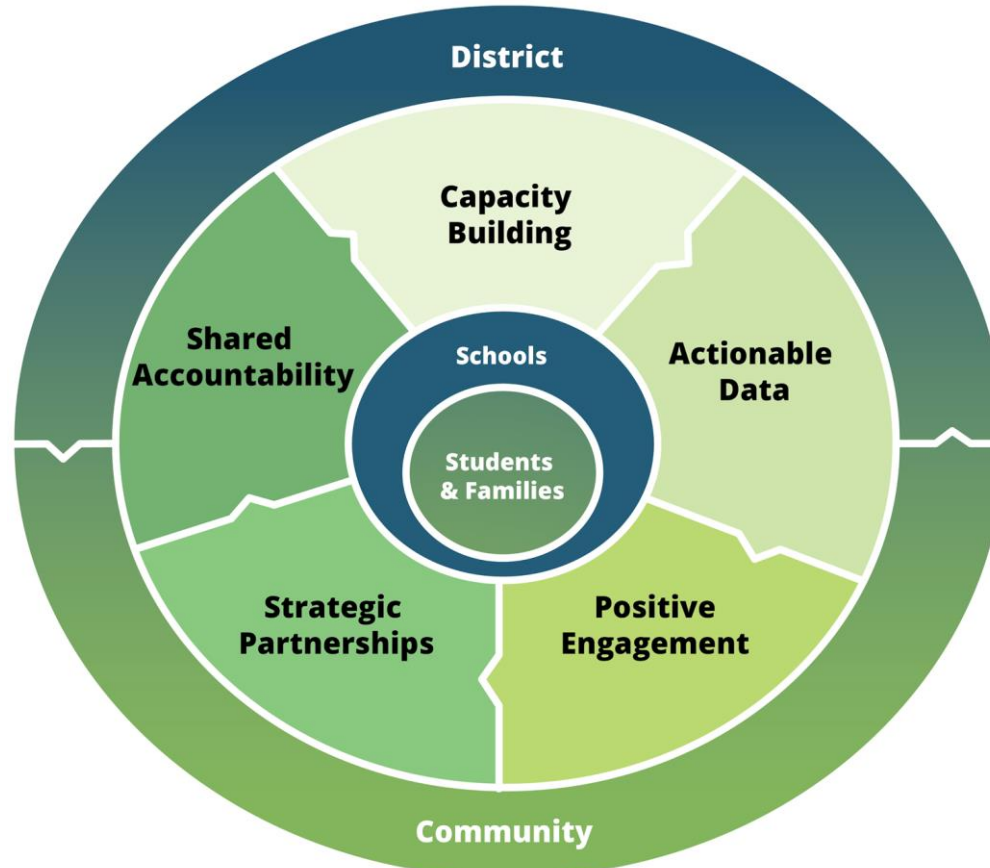 District
Capacity
Building
Shared
Accountability
Actionable
Data
Schools
Students
& Families
Strategic
Partnerships
Positive
Engagement
Community